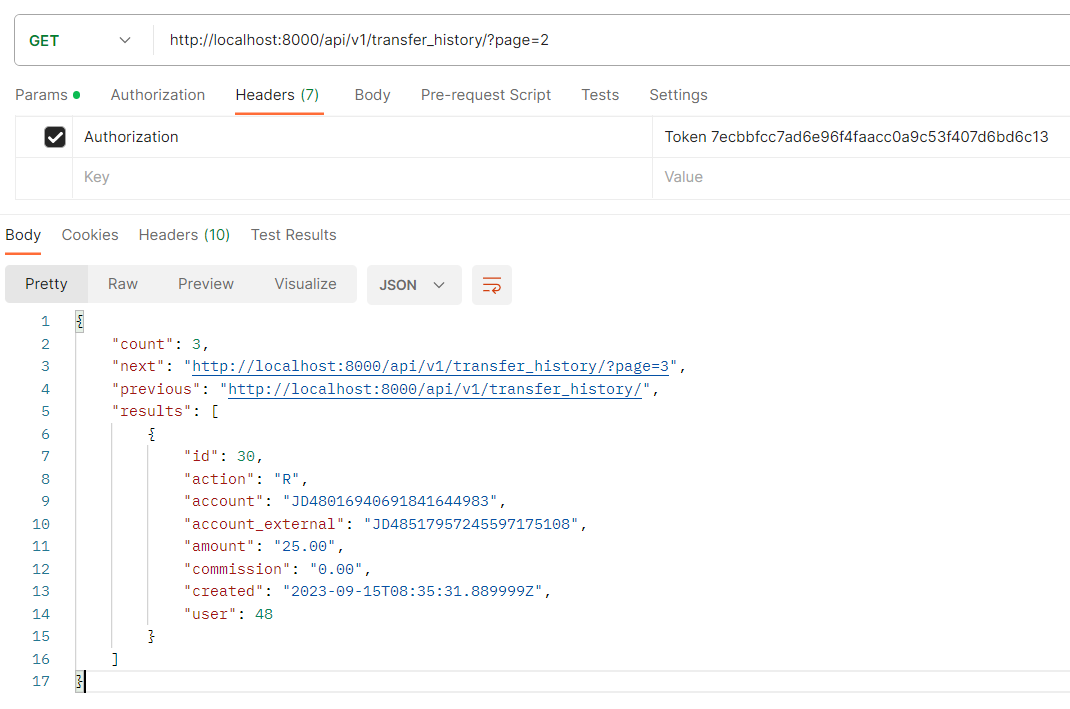 GET http://localhost:8000/api/v1/transfer_history/?page=2
Params Authorization Headers (7) Body Pre-request Script Tests Settings
Authorization Token 7ecbbfcc7ad6e96f4faacc0a9c53f407d6bd6c13
Key Value
Body Cookies Headers (10) Test Results
Pretty Raw Preview Visualize JSON
1 {
2 "count": 3,
3 "next": "http://localhost:8000/api/v1/transfer_history/?page=3",
4 "previous": "http://localhost:8000/api/v1/transfer_history/",
5 "results": [
6 {
7 "id": 30,
8 "action": "R",
9 "account": "JD48016940691841644983",
10 "account_external": "JD48517957245597175108",
11 "amount": "25.00",
12 "commission": "0.00",
13 "created": "2023-09-15T08:35:31.889999Z",
14 "user": 48
15 }
16 ]
17 }